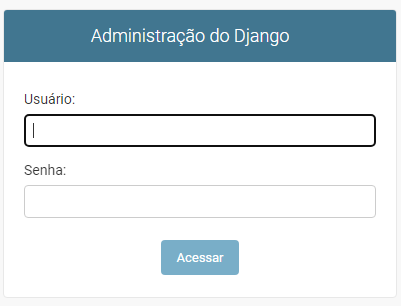 Administração do Django
Usuário:
Senha:
Acessar